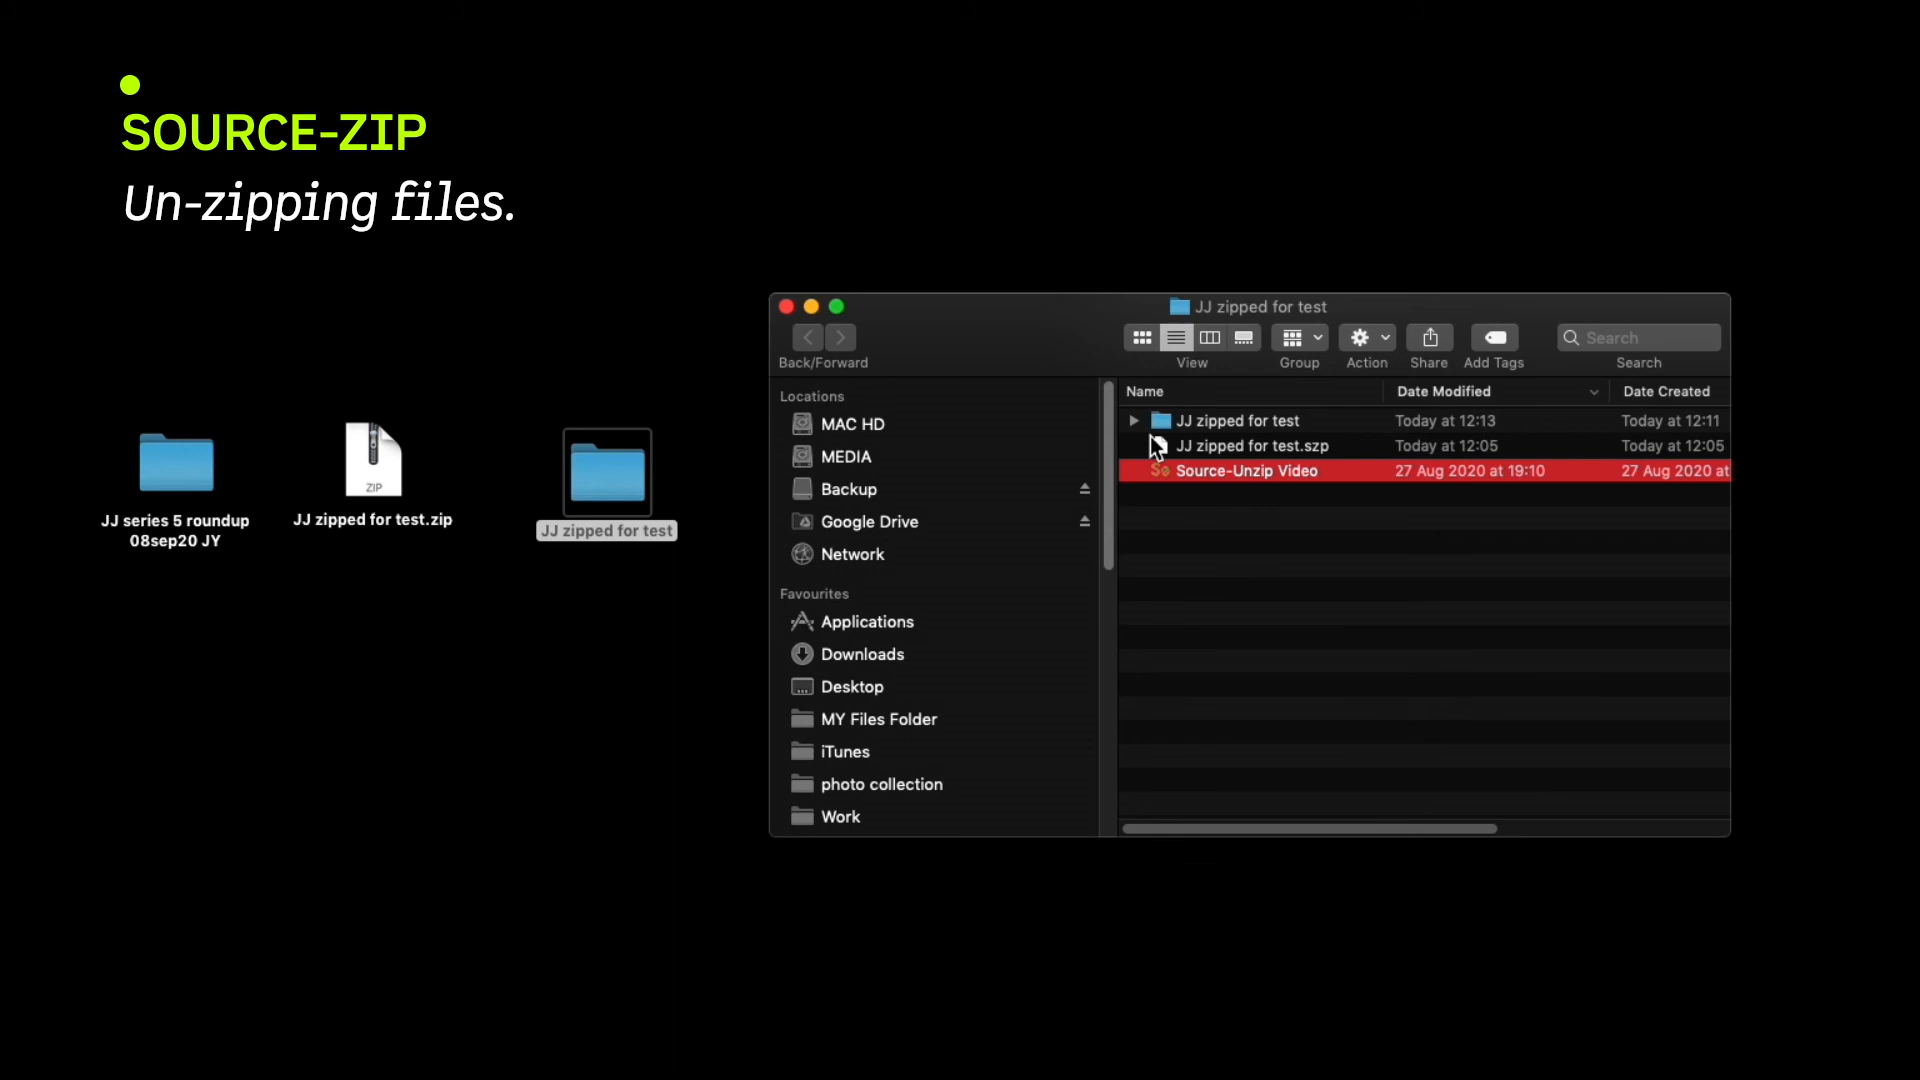 SOURCE-ZIP
Un-zipping files.
JJ series 5 roundup
08sep20 JY
ZIP
JJ zipped for test.zip
JJ zipped for test
JJ zipped for test
Back/Forward
View
Group
Action
Share
Add Tags
Search
Search
Locations
MAC HD
MEDIA
Backup
Google Drive
Network
Favourites
Applications
Downloads
Desktop
MY Files Folder
iTunes
photo collection
Work
Name Date Modified Date Created
JJ zipped for test Today at 12:13 Today at 12:11
JJ zipped for test.szp Today at 12:05 Today at 12:05
Source-Unzip Video 27 Aug 2020 at 19:10 27 Aug 2020 at